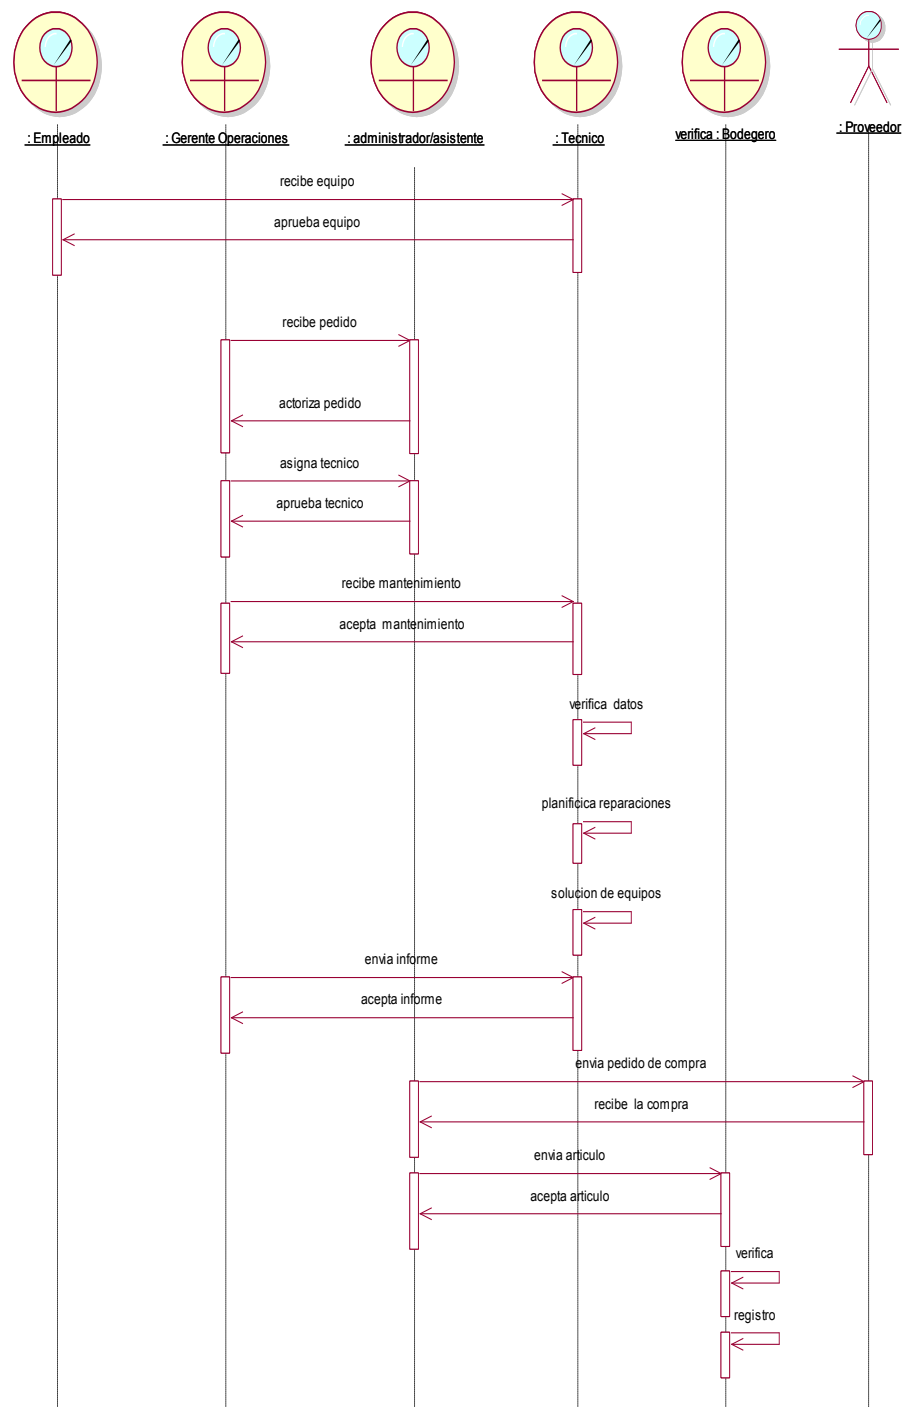 : Empleado
: Gerente Operaciones
: administrador/asistente
: Tecnico
verifica : Bodegero
: Proveedor
recibe equipo
aprueba equipo
recibe pedido
actoriza pedido
asigna tecnico
aprueba tecnico
recibe mantenimiento
acepta mantenimiento
verifica datos
planificica reparaciones
solucion de equipos
envia informe
acepta informe
envia pedido de compra
recibe la compra
envia articulo
acepta articulo
verifica
registro